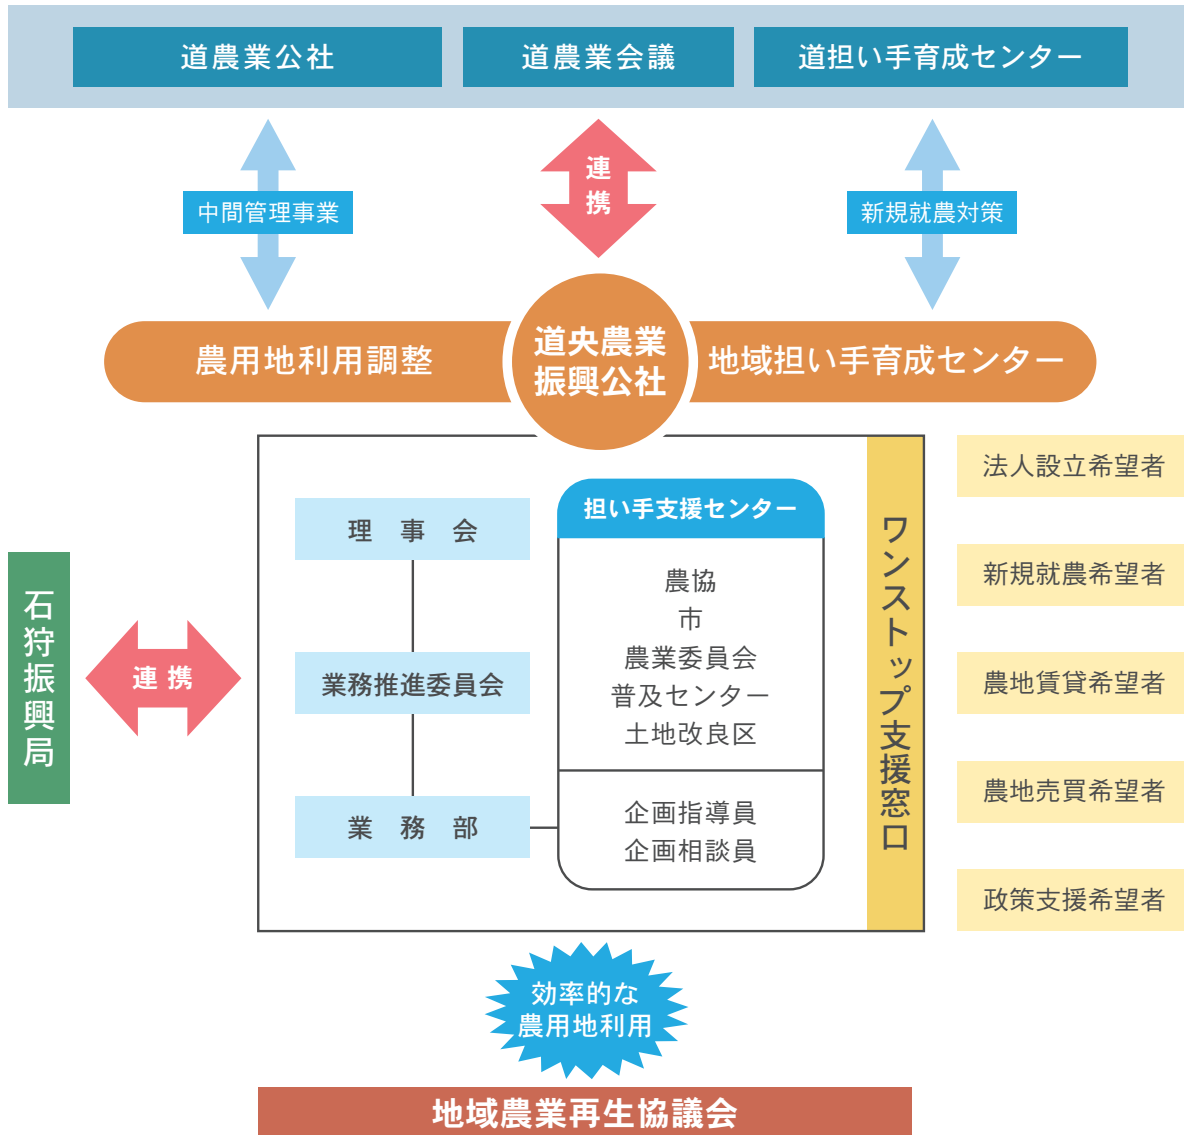 道農業公社
道農業会議
道担い手育成センター
中間管理事業
連携
新規就農対策
農用地利用調整
道央農業
振興公社
地域担い手育成センター
石狩振興局
連携
理事会
業務推進委員会
業務部
担い手支援センター
農協
市
農業委員会
普及センター
土地改良区
企画指導員
企画相談員
ワンストップ支援窓口
法人設立希望者
新規就農希望者
農地賃貸希望者
農地売買希望者
政策支援希望者
効率的な
農用地利用
地域農業再生協議会